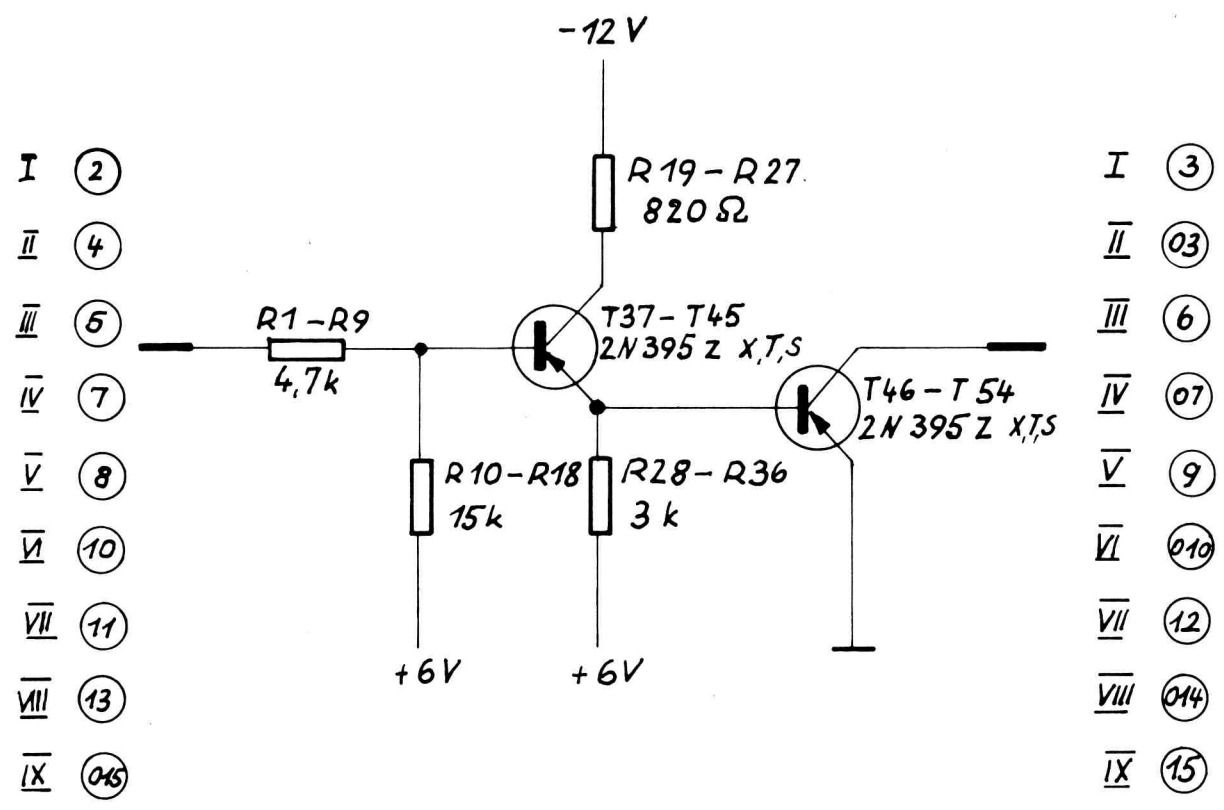 -12 V
R 19 - R 27
820 Ω
I 2
II 4
III 5
IV 7
V 8
VI 10
VII 11
VIII 13
IX 015
R1-R9
4,7k
T37-T45
2N 395 Z X,T,S
T46-T 54
2N 395 Z X,T,S
R 10-R18
15k
R28-R36
3 k
+6V
+6V
I 3
II 03
III 6
IV 07
V 9
VI 010
VII 12
VIII 014
IX 15